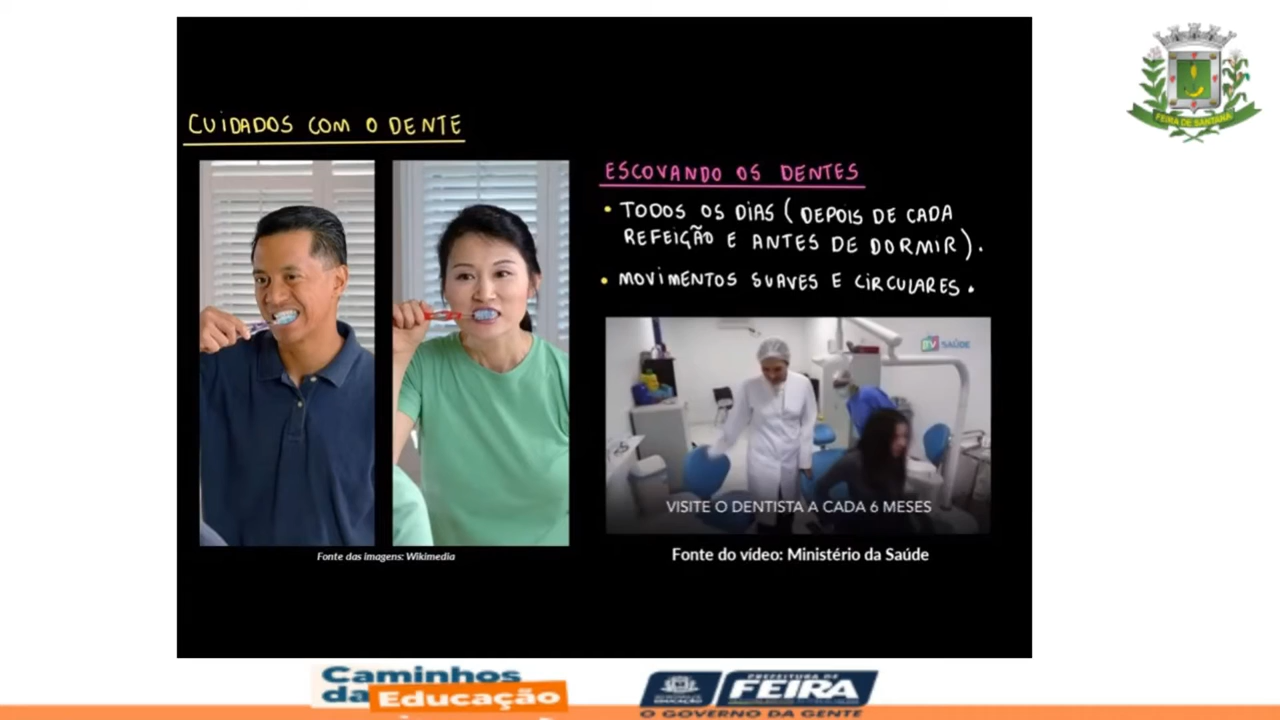 FEIRA DE SANTANA
CUIDADOS COM O DENTE
ESCOVANDO OS DENTES
• TODOS OS DIAS (DEPOIS DE CADA
REFEIÇÃO E ANTES DE DORMIR).
• MOVIMENTOS SUAVES E CIRCULARES.
SAÚDE
VISITE O DENTISTA A CADA 6 MESES
Fonte das imagens: Wikimedia
Fonte do vídeo: Ministério da Saúde
Caminhos
da Educação
PREFEITURA DE
FEIRA
EDUCAÇÃO
O GOVERNO DA GENTE